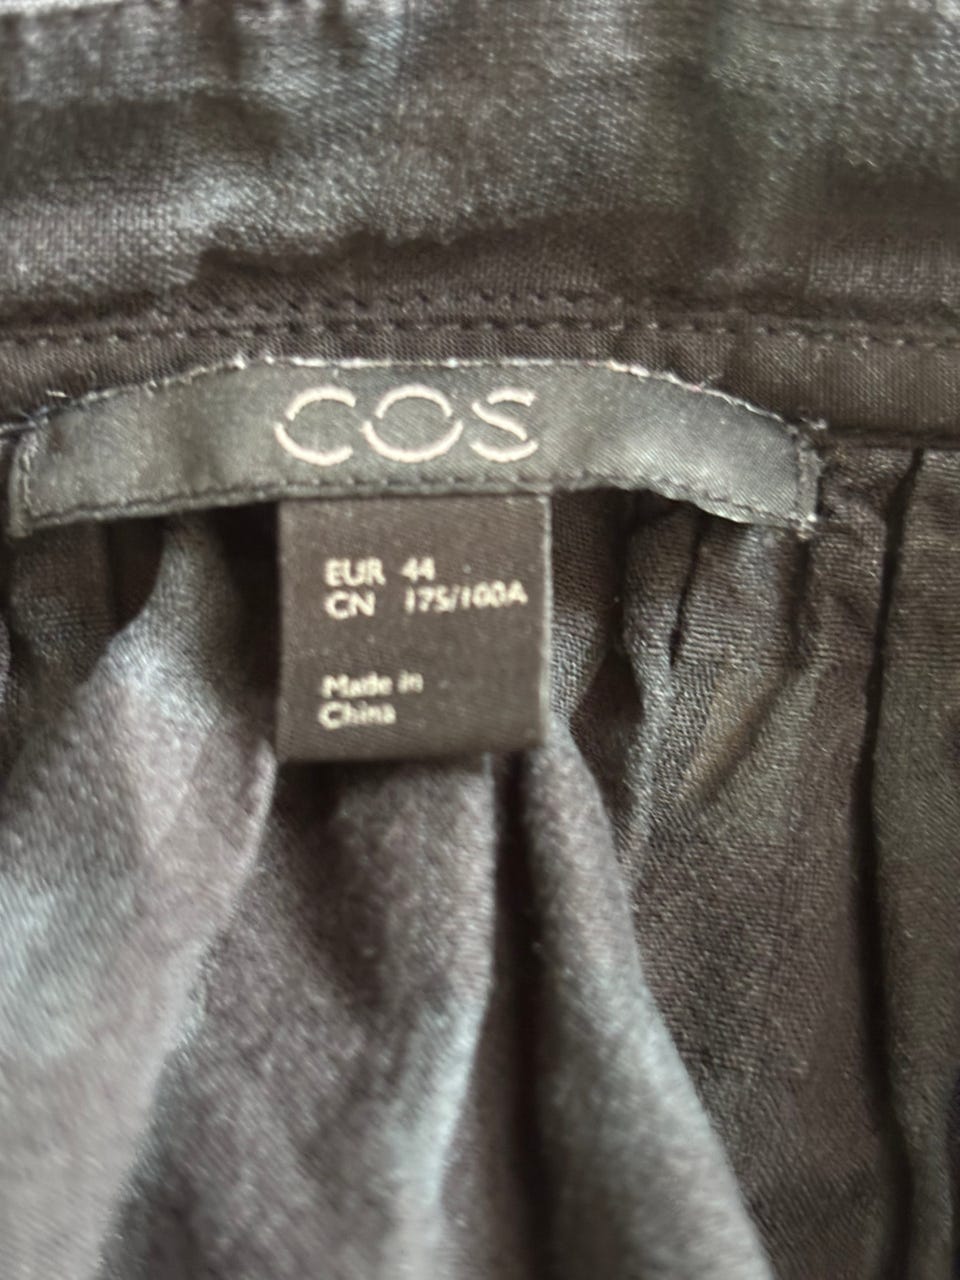 COS
EUR 44
CN 175/100A
Made in
China